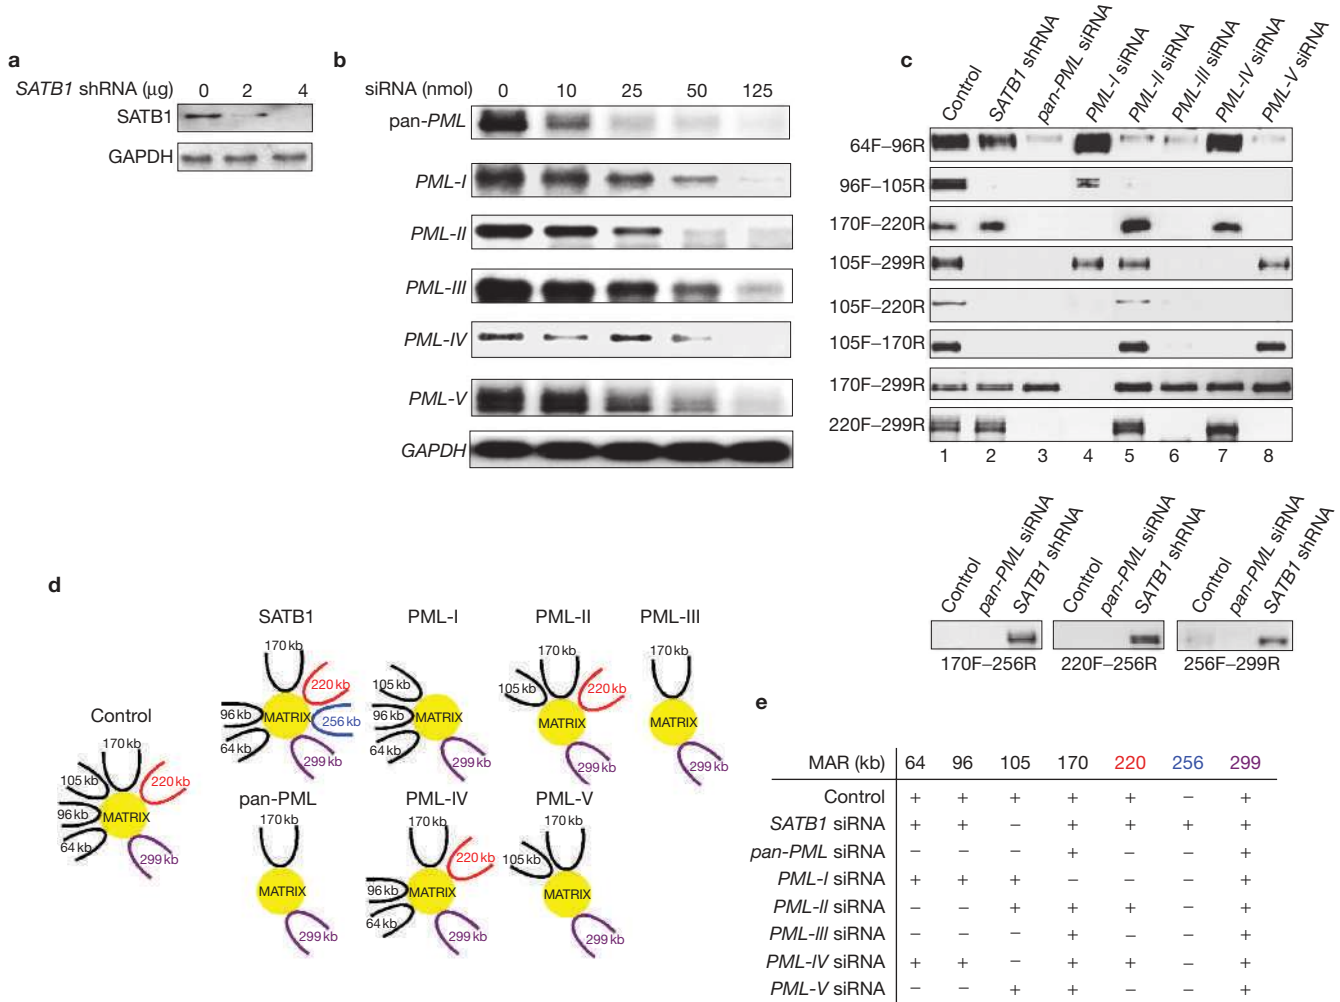 a
SATB1 shRNA (μg) 0 2 4
SATB1
GAPDH
b
siRNA (nmol) 0 10 25 50 125
pan-PML
PML-I
PML-II
PML-III
PML-IV
PML-V
GAPDH
c
Control SATB1 shRNA pan-PML siRNA PML-I siRNA PML-II siRNA PML-III siRNA PML-IV siRNA PML-V siRNA
64F–96R
96F–105R
170F–220R
105F–299R
105F–220R
105F–170R
170F–299R
220F–299R
1 2 3 4 5 6 7 8
Control pan-PML siRNA SATB1 shRNA Control pan-PML siRNA SATB1 shRNA Control pan-PML siRNA SATB1 shRNA
170F–256R 220F–256R 256F–299R
d
Control
170 kb
105 kb
220 kb
96 kb
MATRIX
64 kb
299 kb
SATB1
170 kb
220 kb
96 kb
MATRIX
256 kb
64 kb
299 kb
PML-I
105 kb
96 kb
MATRIX
64 kb
299 kb
PML-II
170 kb
105 kb
220 kb
MATRIX
299 kb
PML-III
170 kb
MATRIX
299 kb
pan-PML
170 kb
MATRIX
299 kb
PML-IV
170 kb
220 kb
96 kb
MATRIX
64 kb
299 kb
PML-V
170 kb
105 kb
MATRIX
299 kb
e
MAR (kb) 64 96 105 170 220 256 299
Control + + + + + – +
SATB1 siRNA + + – + + + +
pan-PML siRNA – – – + – – +
PML-I siRNA + + + – – – +
PML-II siRNA – – + + + – +
PML-III siRNA – – – + – – +
PML-IV siRNA + + – + + – +
PML-V siRNA – – + + – – +